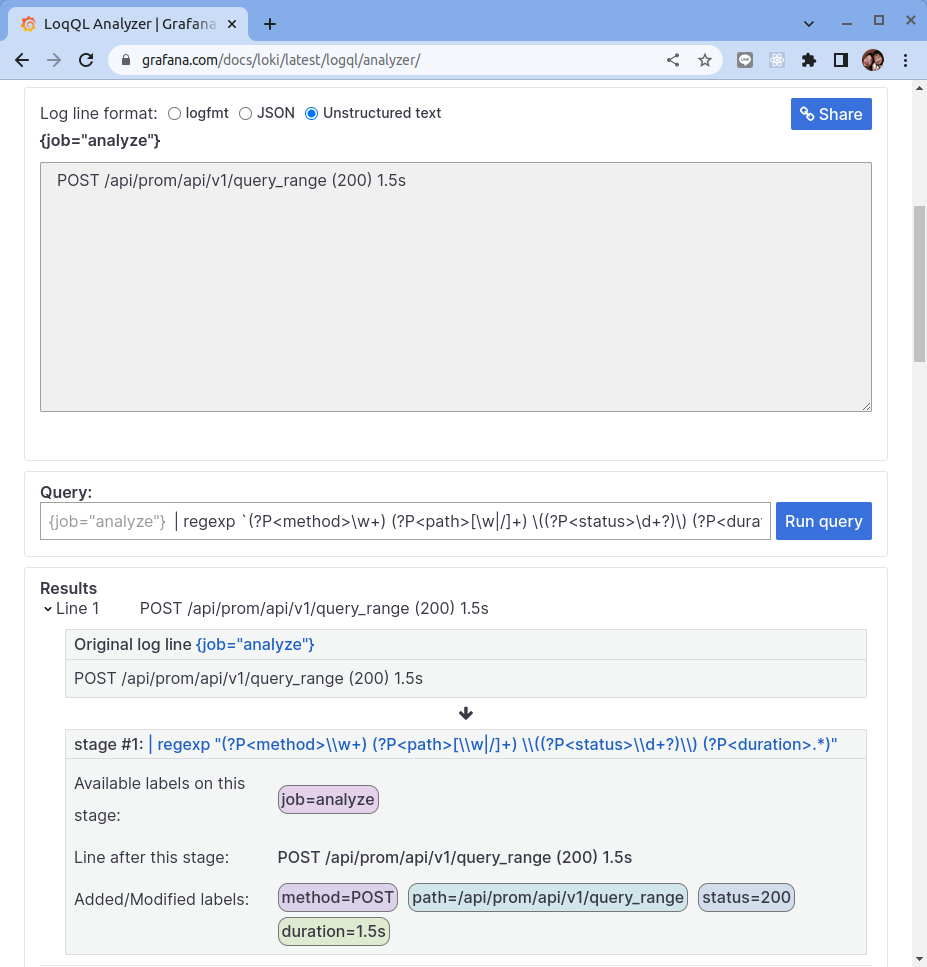 LoqQL Analyzer | Grafana
grafana.com/docs/loki/latest/logql/analyzer/
Log line format: logfmt JSON Unstructured text
Share
{job="analyze"}
POST /api/prom/api/v1/query_range (200) 1.5s
Query:
{job="analyze"} | regexp `(?P<method>\w+) (?P<path>[\w|/]+) \((?P<status>\d+?)\) (?P<dura
Run query
Results
Line 1 POST /api/prom/api/v1/query_range (200) 1.5s
Original log line {job="analyze"}
POST /api/prom/api/v1/query_range (200) 1.5s
stage #1: | regexp "(?P<method>\\w+) (?P<path>[\\w|/]+) \\((?P<status>\\d+?)\\) (?P<duration>.*)"
Available labels on this
stage:
job=analyze
Line after this stage: POST /api/prom/api/v1/query_range (200) 1.5s
Added/Modified labels: method=POST path=/api/prom/api/v1/query_range status=200
duration=1.5s